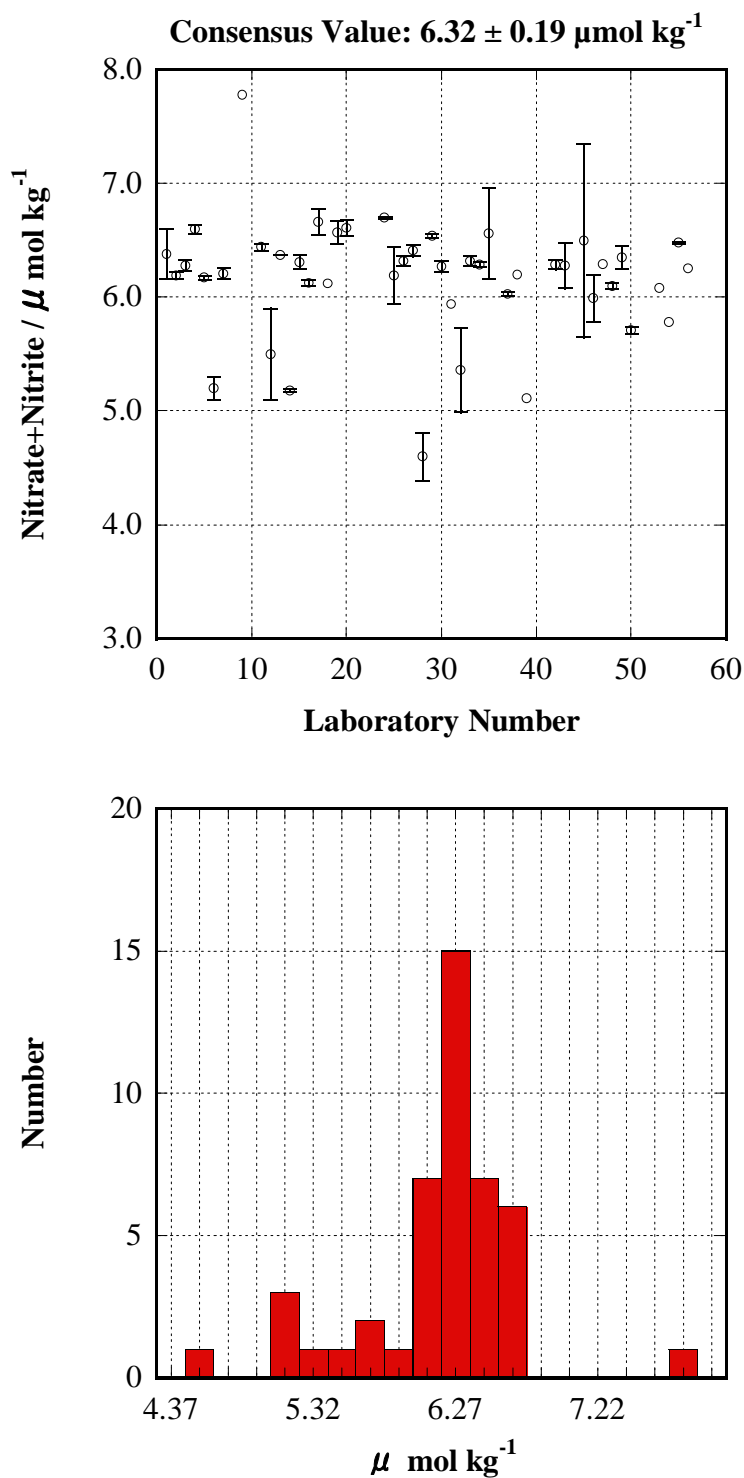 Consensus Value: 6.32 ± 0.19 µmol kg-1
8.0
7.0
6.0
5.0
4.0
3.0
Nitrate+Nitrite / μ mol kg-1
0 10 20 30 40 50 60
Laboratory Number
20
15
10
5
0
Number
4.37 5.32 6.27 7.22
μ mol kg-1